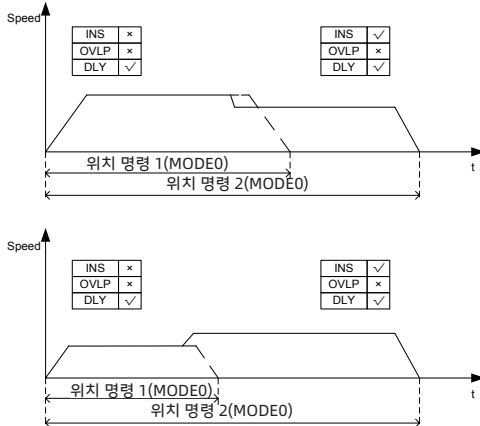 Speed
INS × INS ✓
OVLP × OVLP ×
DLY ✓ DLY ✓
위치 명령 1(MODE0)
t
위치 명령 2(MODE0)
Speed
INS × INS ✓
OVLP × OVLP ×
DLY ✓ DLY ✓
위치 명령 1(MODE0)
t
위치 명령 2(MODE0)